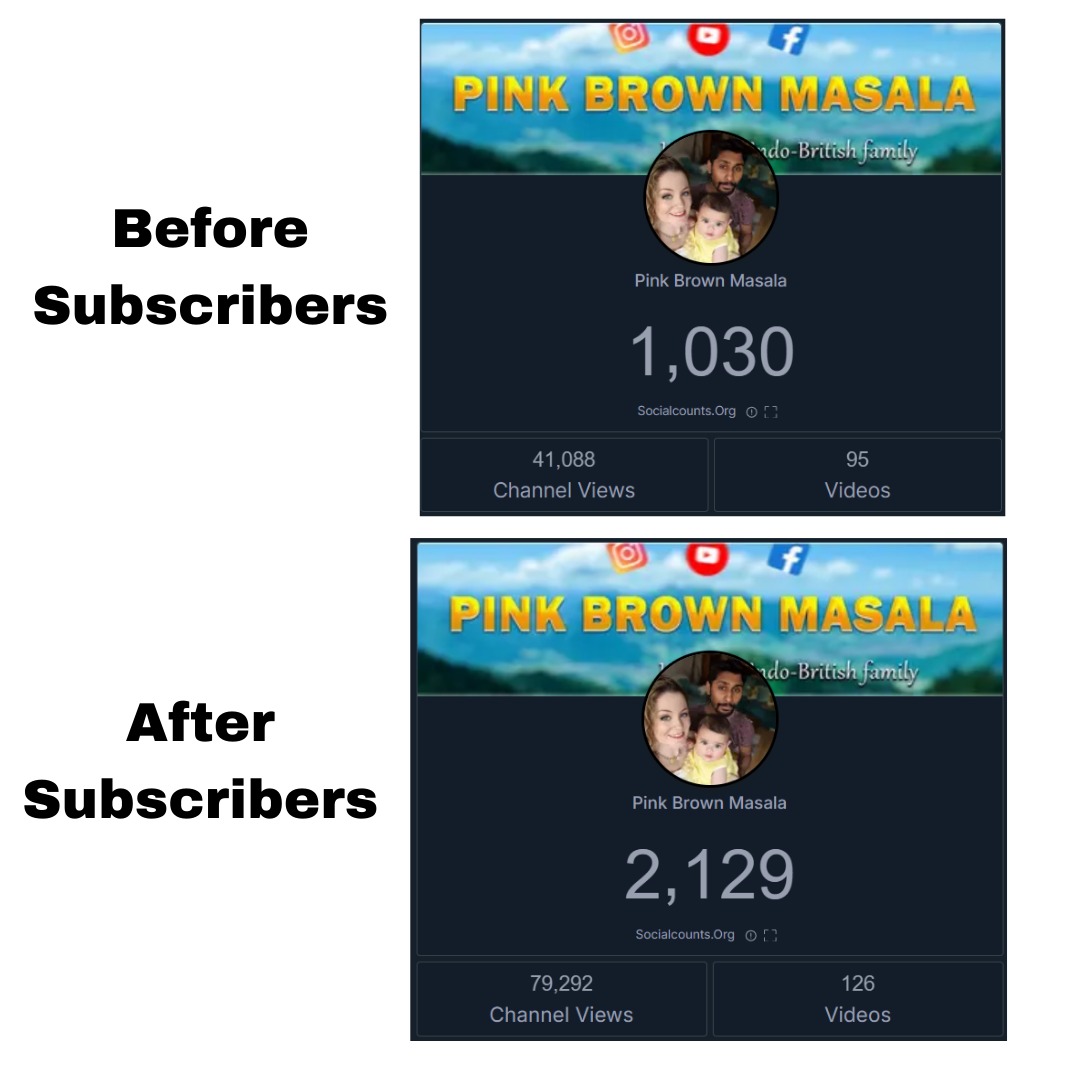 Before
Subscribers
PINK BROWN MASALA
ndo-British family
Pink Brown Masala
1,030
Socialcounts.Org
41,088
Channel Views
95
Videos
After
Subscribers
PINK BROWN MASALA
ndo-British family
Pink Brown Masala
2,129
Socialcounts.Org
79,292
Channel Views
126
Videos